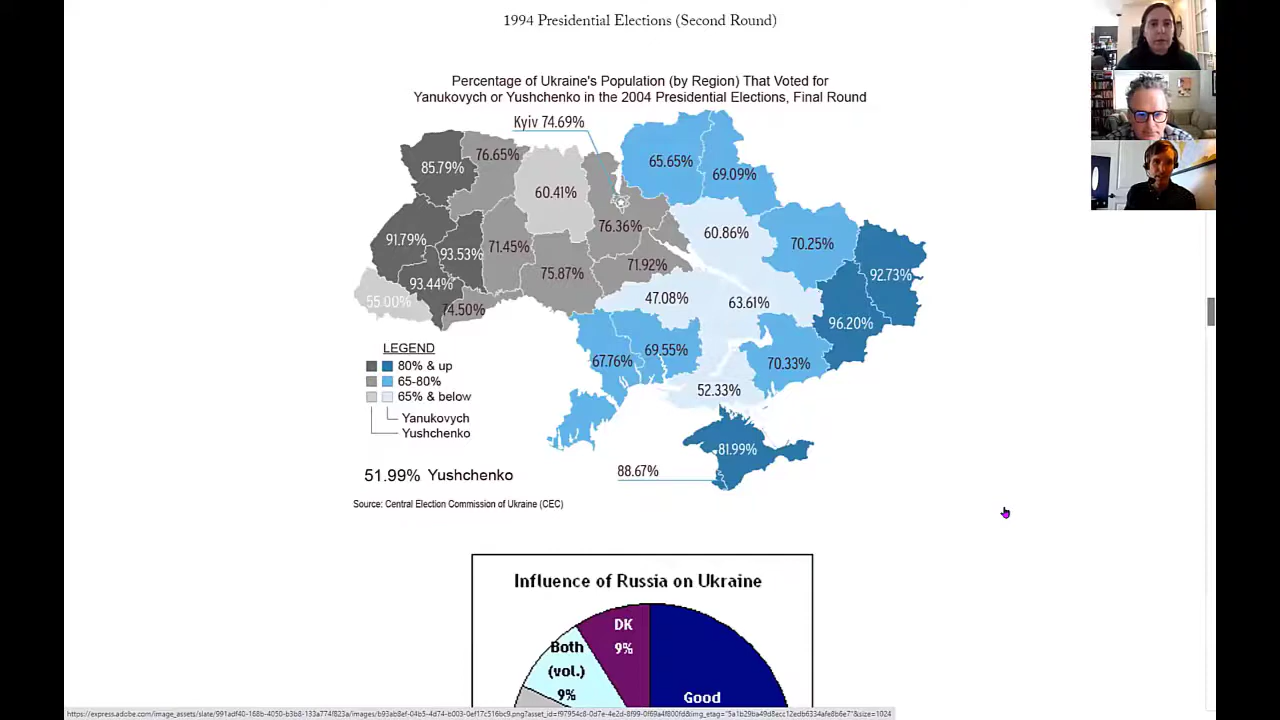 1994 Presidential Elections (Second Round)
Percentage of Ukraine's Population (by Region) That Voted for
Yanukovych or Yushchenko in the 2004 Presidential Elections, Final Round
Kyiv 74.69%
85.79%
76.65%
60.41%
65.65%
69.09%
76.36%
60.86%
70.25%
91.79%
93.53%
71.45%
75.87%
71.92%
92.73%
93.44%
55.00%
74.50%
47.08%
63.61%
96.20%
67.76%
69.55%
70.33%
52.33%
81.99%
88.67%
LEGEND
80% & up
65-80%
65% & below
Yanukovych
Yushchenko
51.99% Yushchenko
Source: Central Election Commission of Ukraine (CEC)
Influence of Russia on Ukraine
DK
9%
Both
(vol.)
9%
Good